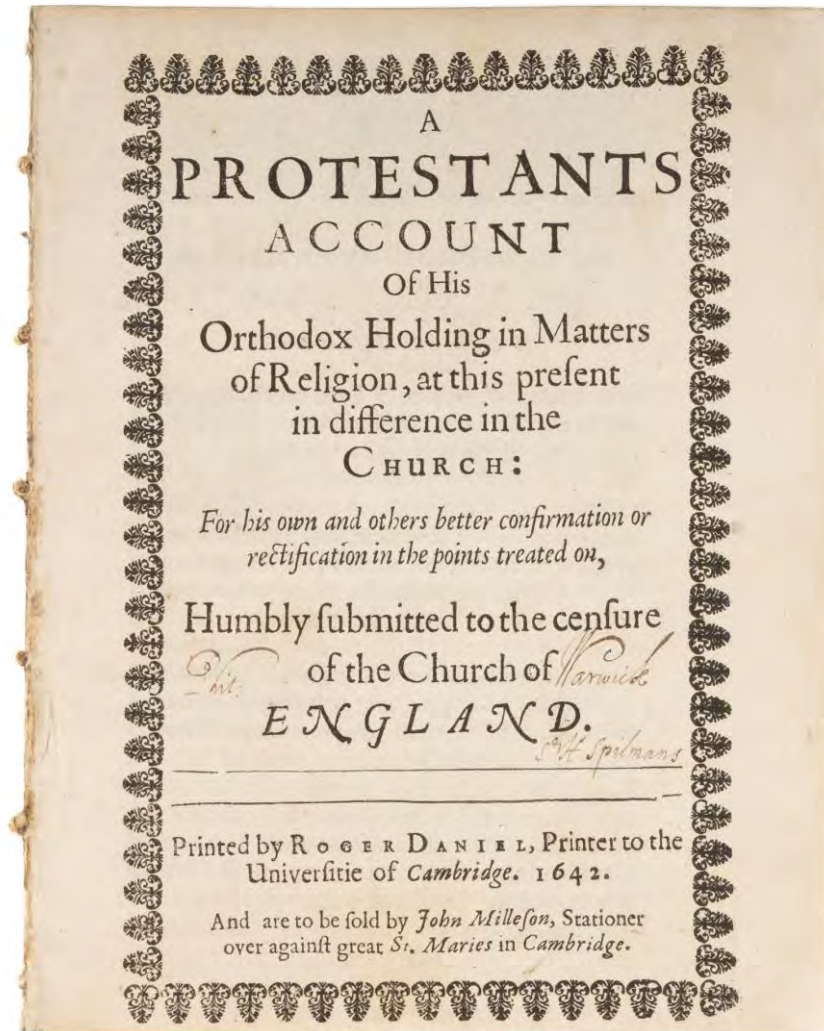 A
PROTESTANTS
ACCOUNT
Of His
Orthodox Holding in Matters
of Religion, at this preſent
in difference in the
CHURCH:
For his own and others better confirmation or
rectification in the points treated on,
Humbly ſubmitted to the cenſure
Phil: of the Church of Warwick
ENGLAND.
Sr H Spilmans
Printed by ROGER DANIEL, Printer to the
Univerſitie of Cambridge. 1642.
And are to be ſold by John Milleſon, Stationer
over againſt great St. Maries in Cambridge.